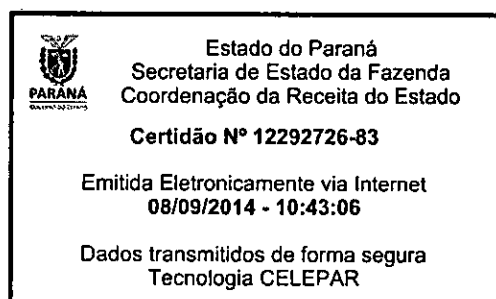 Estado do Paraná
Secretaria de Estado da Fazenda
Coordenação da Receita do Estado
PARANÁ
Certidão Nº 12292726-83
Emitida Eletronicamente via Internet
08/09/2014 - 10:43:06
Dados transmitidos de forma segura
Tecnologia CELEPAR